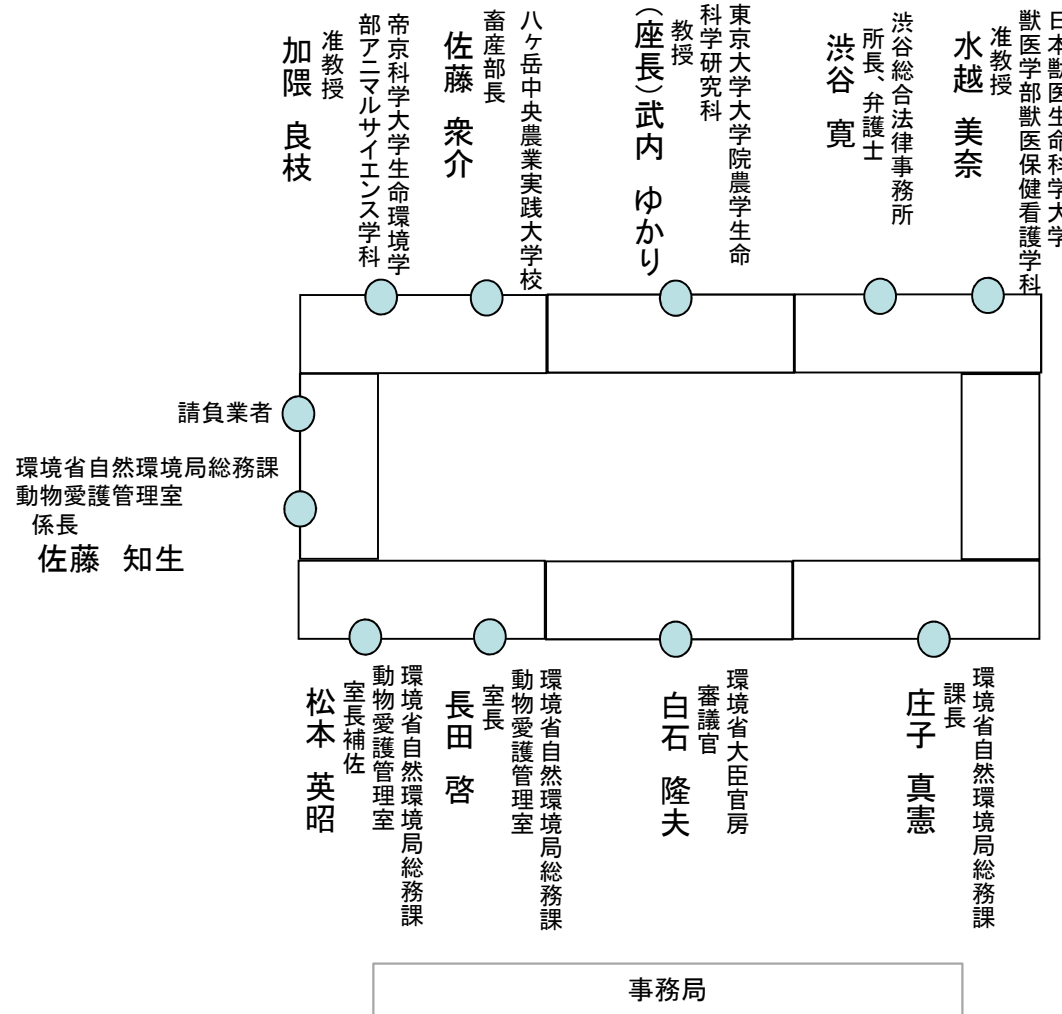 日本獣医生命科学大学
獣医学部獣医保健看護学科
准教授
水越 美奈
渋谷総合法律事務所
所長、弁護士
渋谷 寛
東京大学大学院農学生命
科学研究科
教授
（座長）武内 ゆかり
八ヶ岳中央農業実践大学校
畜産部長
佐藤 衆介
帝京科学大学生命環境学
部アニマルサイエンス学科
准教授
加隈 良枝
請負業者
環境省自然環境局総務課
動物愛護管理室
係長
佐藤 知生
環境省自然環境局総務課
課長
庄子 真憲
環境省大臣官房
審議官
白石 隆夫
環境省自然環境局総務課
動物愛護管理室
室長
長田 啓
環境省自然環境局総務課
動物愛護管理室
室長補佐
松本 英昭
事務局